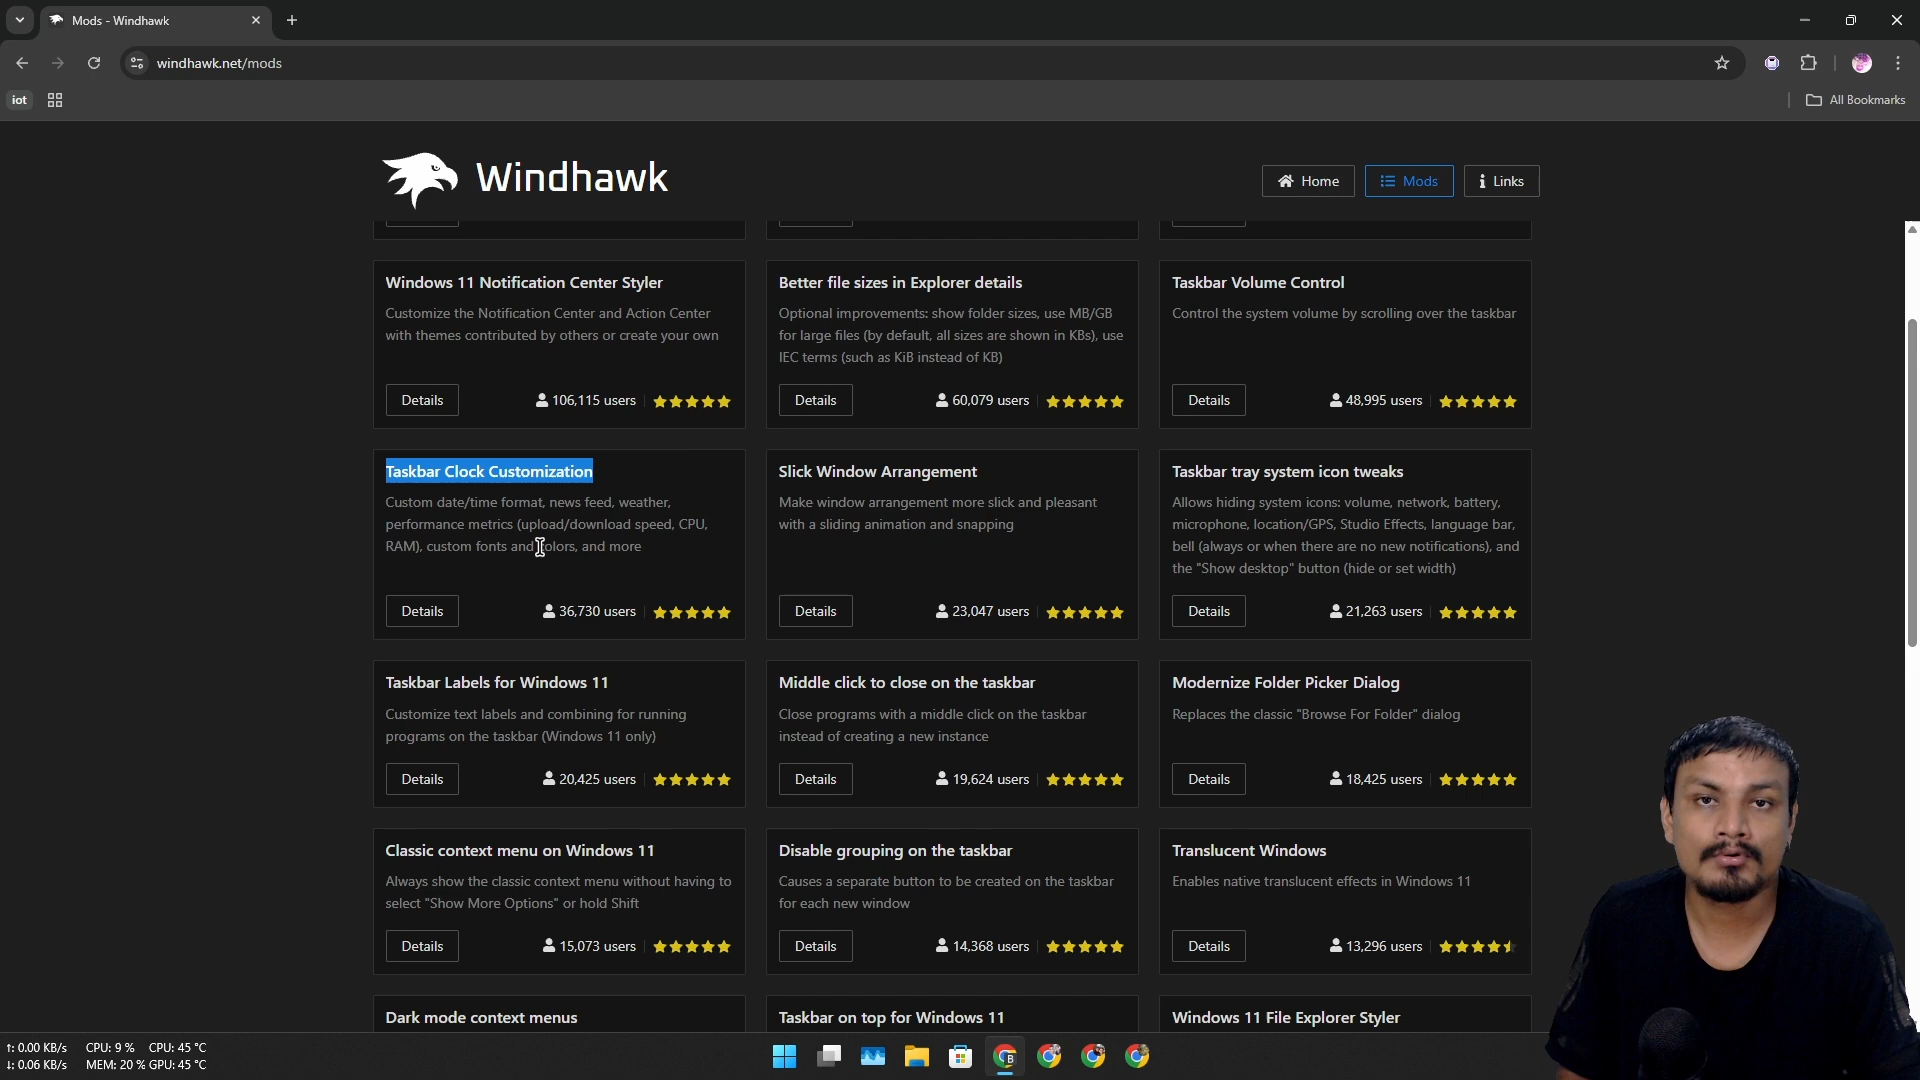 Mods - Windhawk
windhawk.net/mods
iot
All Bookmarks
Windhawk
Home
Mods
Links
Windows 11 Notification Center Styler
Customize the Notification Center and Action Center
with themes contributed by others or create your own
Details
106,115 users
Better file sizes in Explorer details
Optional improvements: show folder sizes, use MB/GB
for large files (by default, all sizes are shown in KBs), use
IEC terms (such as KiB instead of KB)
Details
60,079 users
Taskbar Volume Control
Control the system volume by scrolling over the taskbar
Details
48,995 users
Taskbar Clock Customization
Custom date/time format, news feed, weather,
performance metrics (upload/download speed, CPU,
RAM), custom fonts and colors, and more
Details
36,730 users
Slick Window Arrangement
Make window arrangement more slick and pleasant
with a sliding animation and snapping
Details
23,047 users
Taskbar tray system icon tweaks
Allows hiding system icons: volume, network, battery,
microphone, location/GPS, Studio Effects, language bar,
bell (always or when there are no new notifications), and
the "Show desktop" button (hide or set width)
Details
21,263 users
Taskbar Labels for Windows 11
Customize text labels and combining for running
programs on the taskbar (Windows 11 only)
Details
20,425 users
Middle click to close on the taskbar
Close programs with a middle click on the taskbar
instead of creating a new instance
Details
19,624 users
Modernize Folder Picker Dialog
Replaces the classic "Browse For Folder" dialog
Details
18,425 users
Classic context menu on Windows 11
Always show the classic context menu without having to
select "Show More Options" or hold Shift
Details
15,073 users
Disable grouping on the taskbar
Causes a separate button to be created on the taskbar
for each new window
Details
14,368 users
Translucent Windows
Enables native translucent effects in Windows 11
Details
13,296 users
Dark mode context menus
Taskbar on top for Windows 11
Windows 11 File Explorer Styler
↑: 0.00 KB/s CPU: 9 % CPU: 45 °C
↓: 0.06 KB/s MEM: 20 % GPU: 45 °C